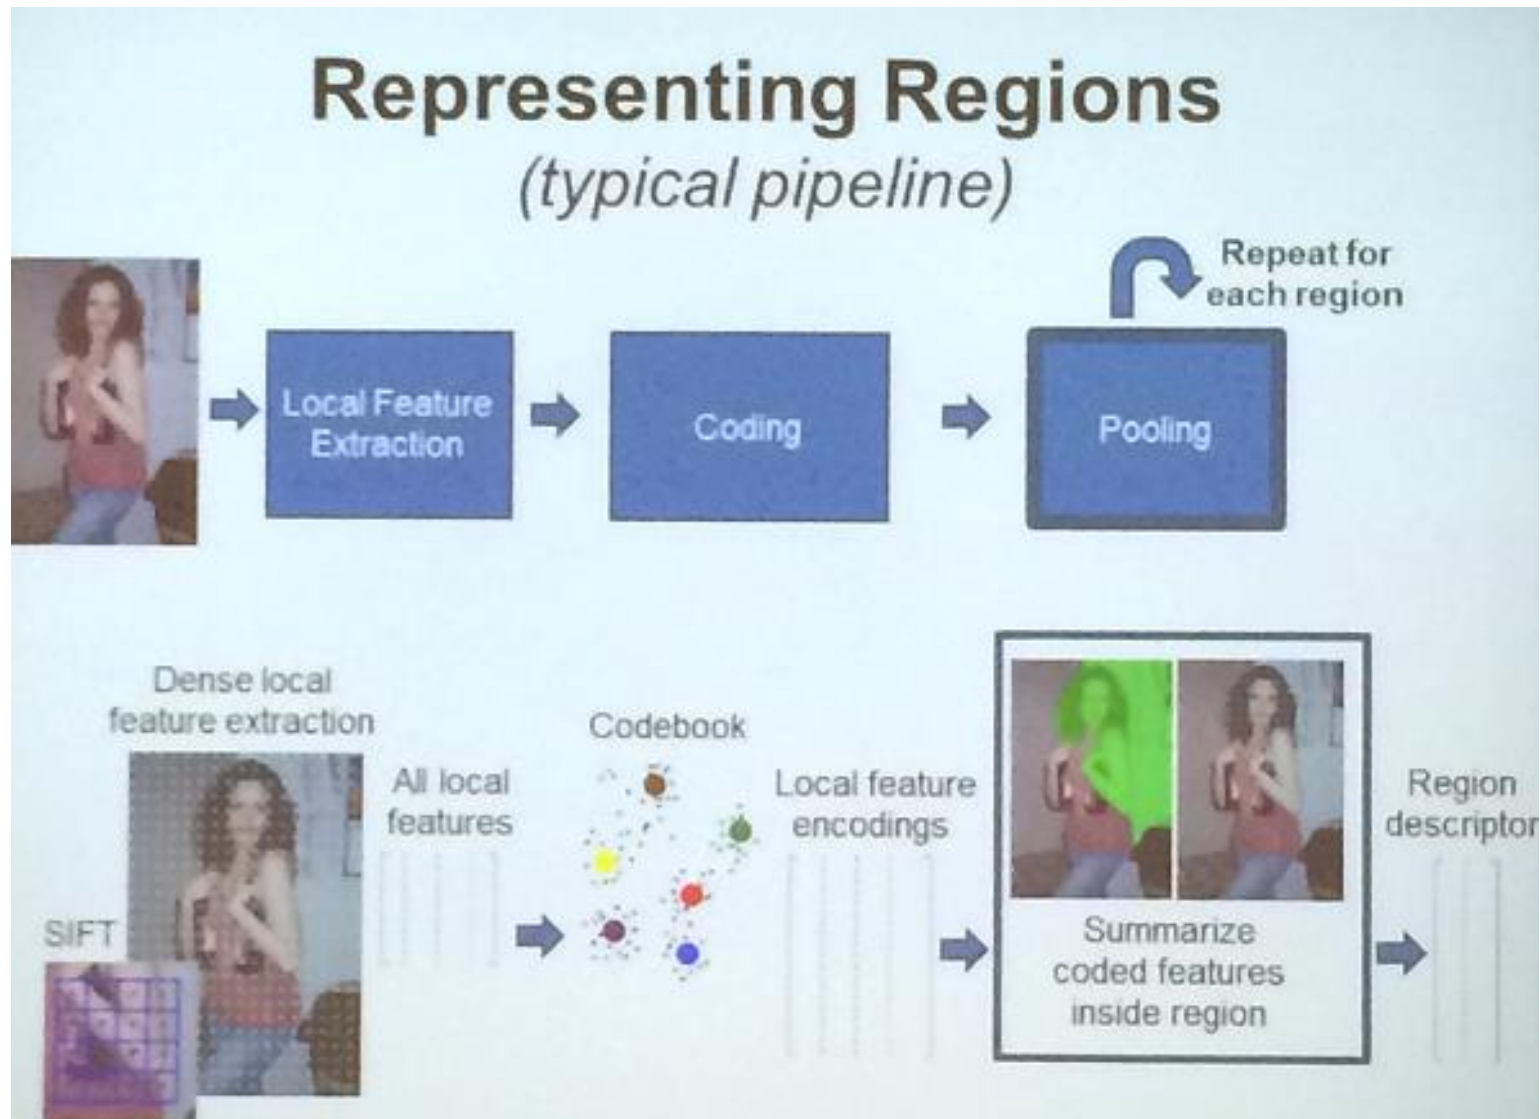 Representing Regions
(typical pipeline)
Repeat for
each region
Local Feature
Extraction
Coding
Pooling
Dense local
feature extraction
SIFT
All local
features
Codebook
Local feature
encodings
Summarize
coded features
inside region
Region
descriptor